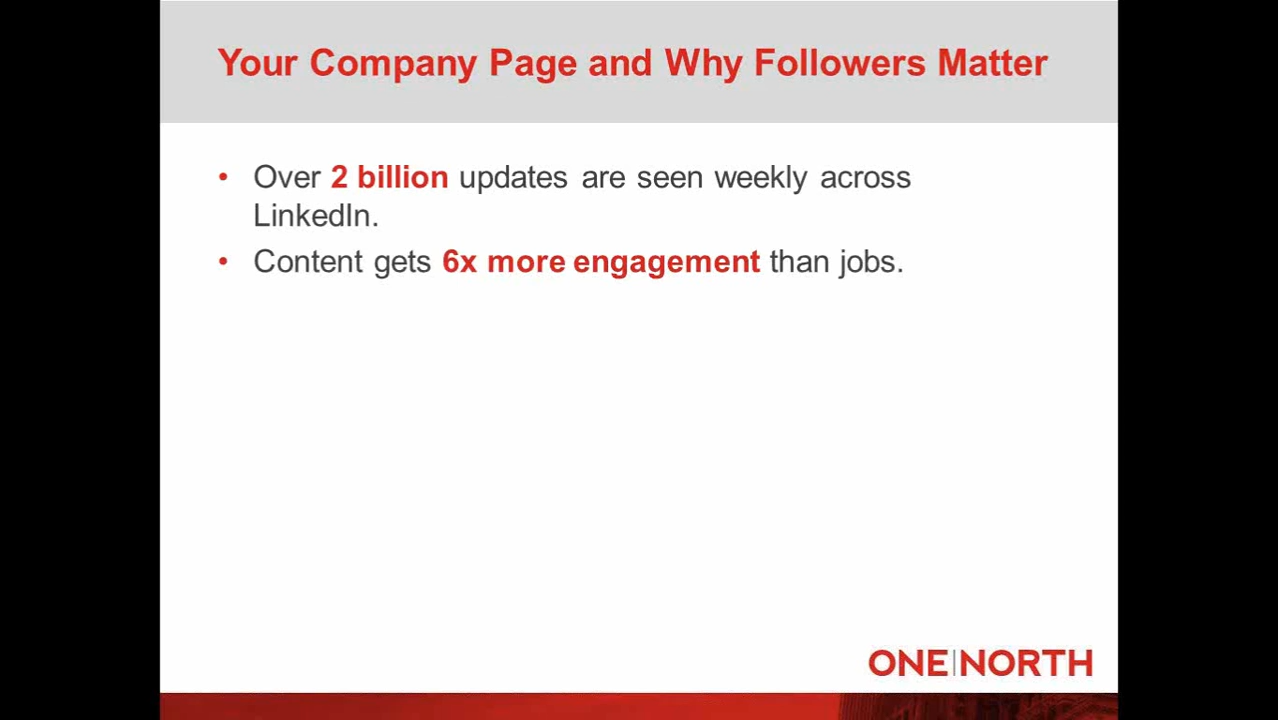 Your Company Page and Why Followers Matter
• Over 2 billion updates are seen weekly across
LinkedIn.
• Content gets 6x more engagement than jobs.
ONE|NORTH